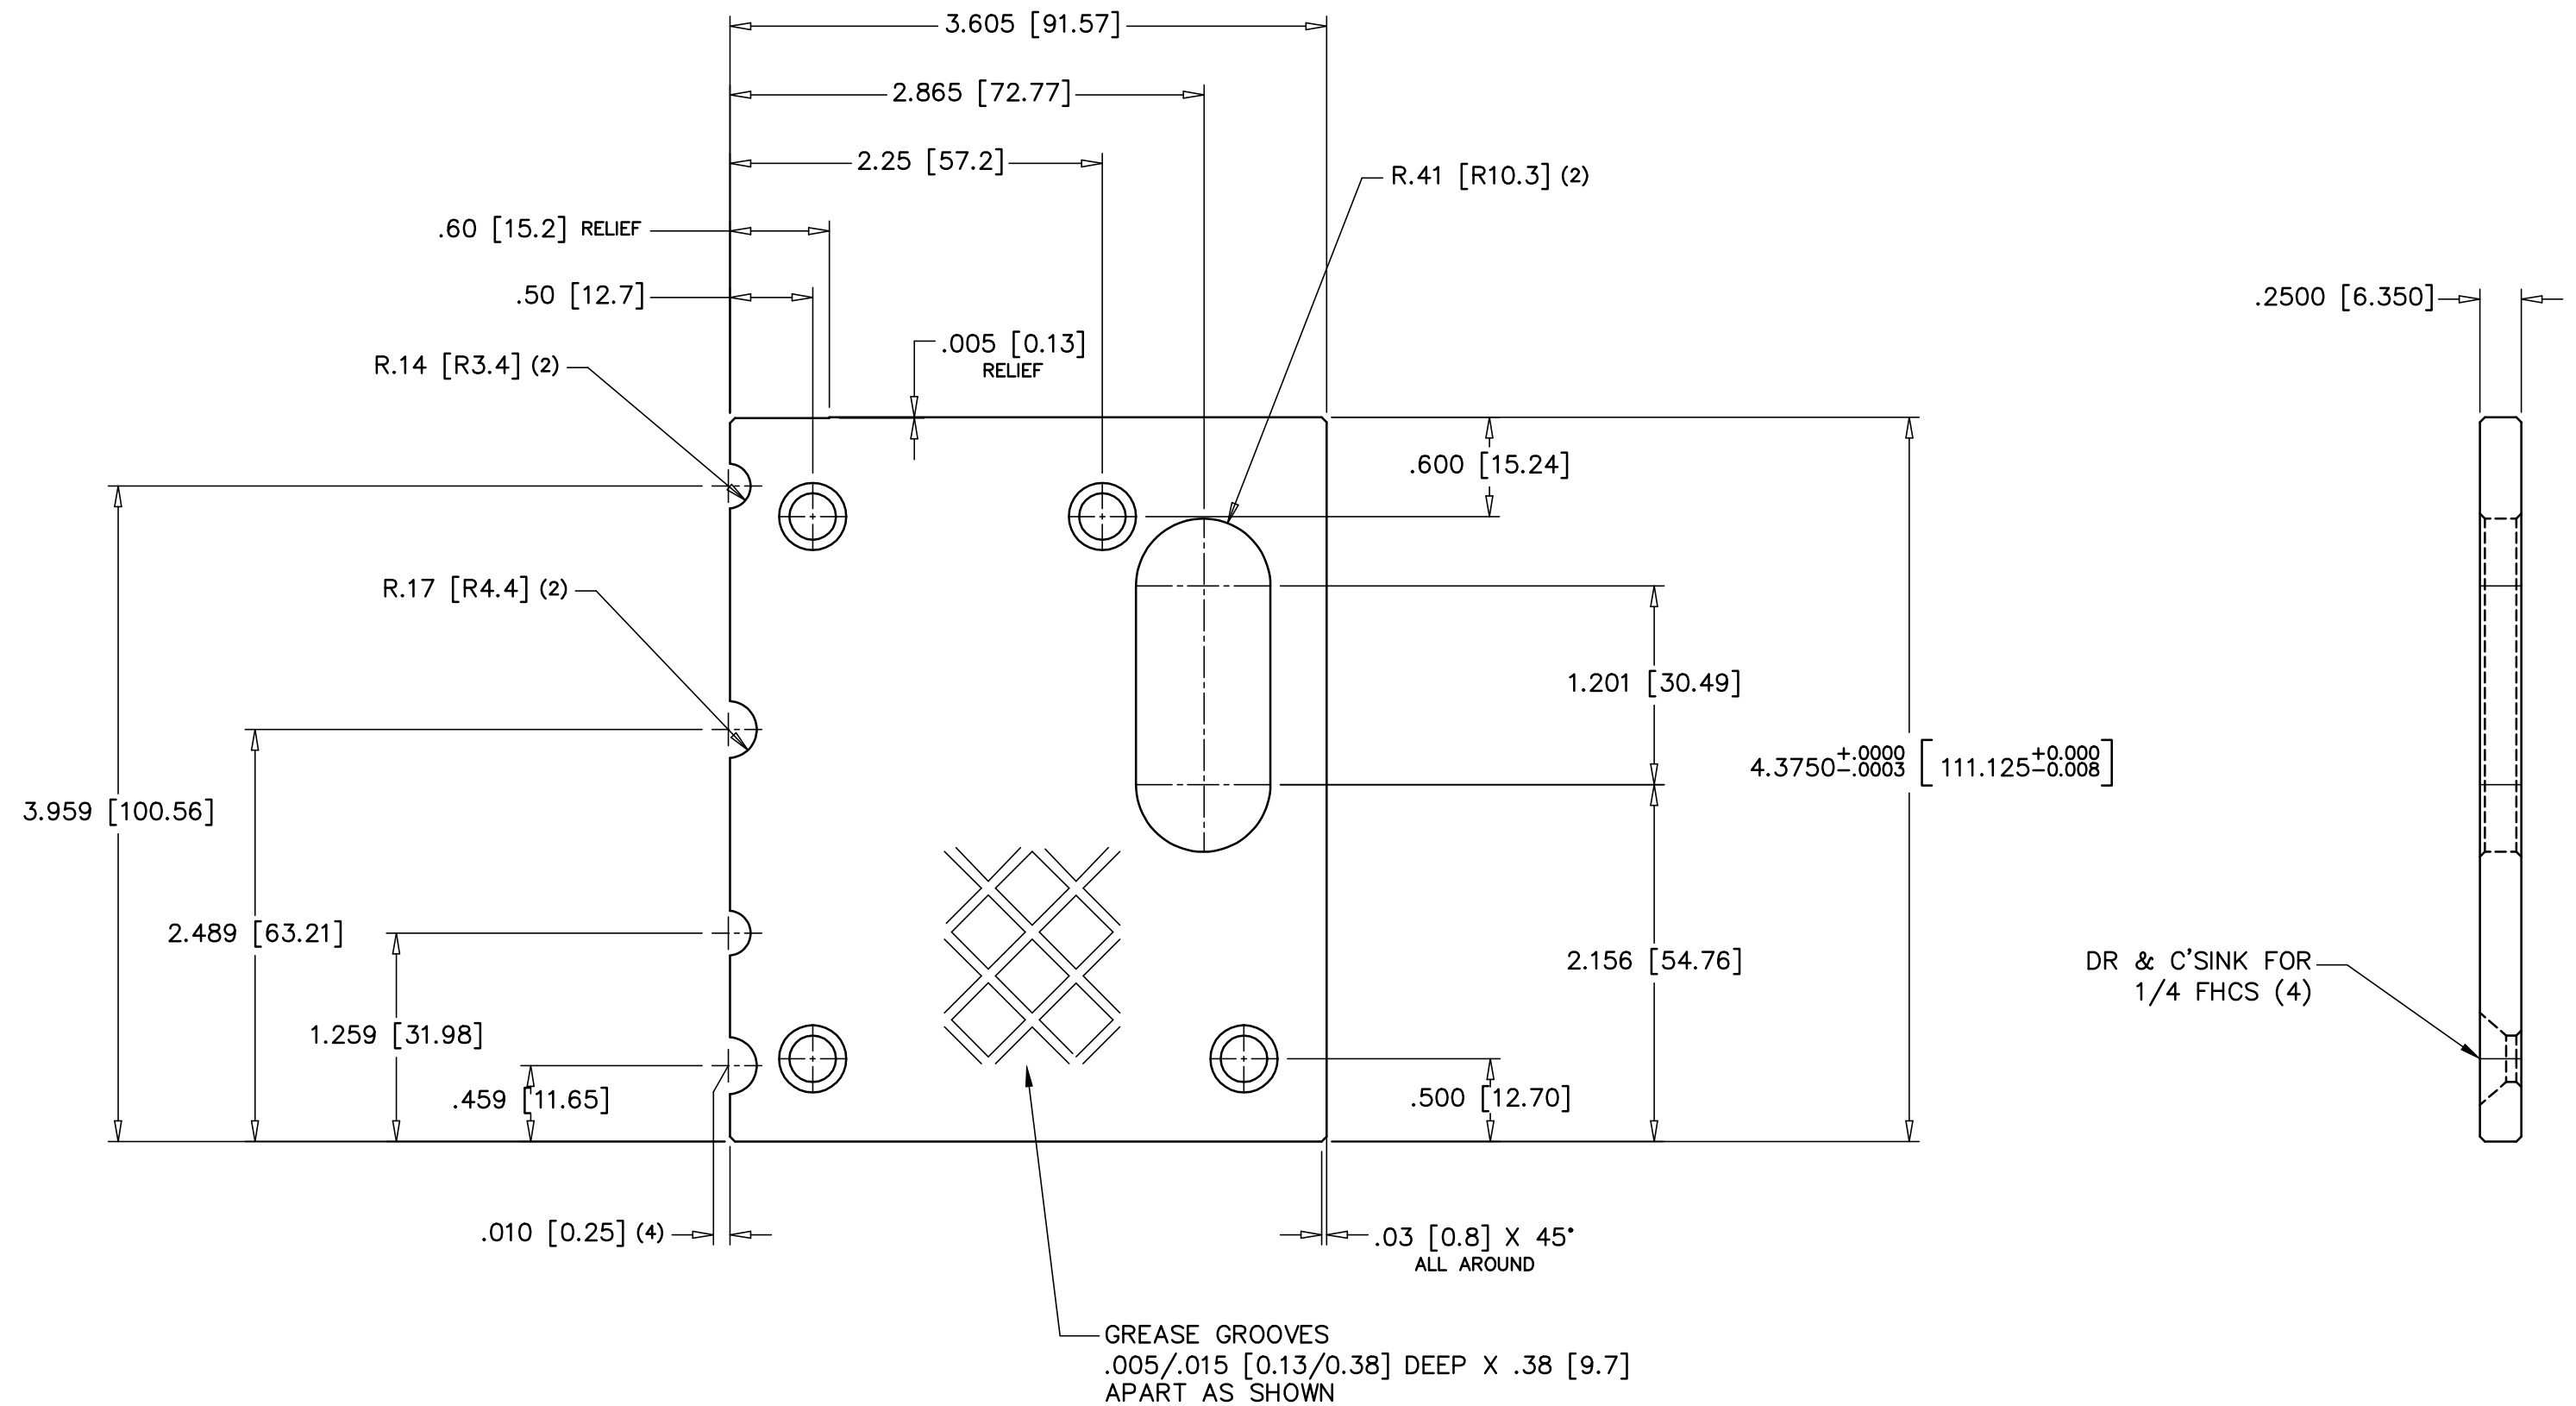 3.605 [91.57]
2.865 [72.77]
2.25 [57.2]
R.41 [R10.3] (2)
.60 [15.2] RELIEF
.50 [12.7]
.2500 [6.350]
.005 [0.13]
RELIEF
R.14 [R3.4] (2)
.600 [15.24]
R.17 [R4.4] (2)
1.201 [30.49]
4.3750+.0000-.0003 [111.125+0.000-0.008]
3.959 [100.56]
2.489 [63.21]
2.156 [54.76]
DR & C'SINK FOR
1/4 FHCS (4)
1.259 [31.98]
.459 [11.65]
.500 [12.70]
.010 [0.25] (4)
.03 [0.8] X 45°
ALL AROUND
GREASE GROOVES
.005/.015 [0.13/0.38] DEEP X .38 [9.7]
APART AS SHOWN